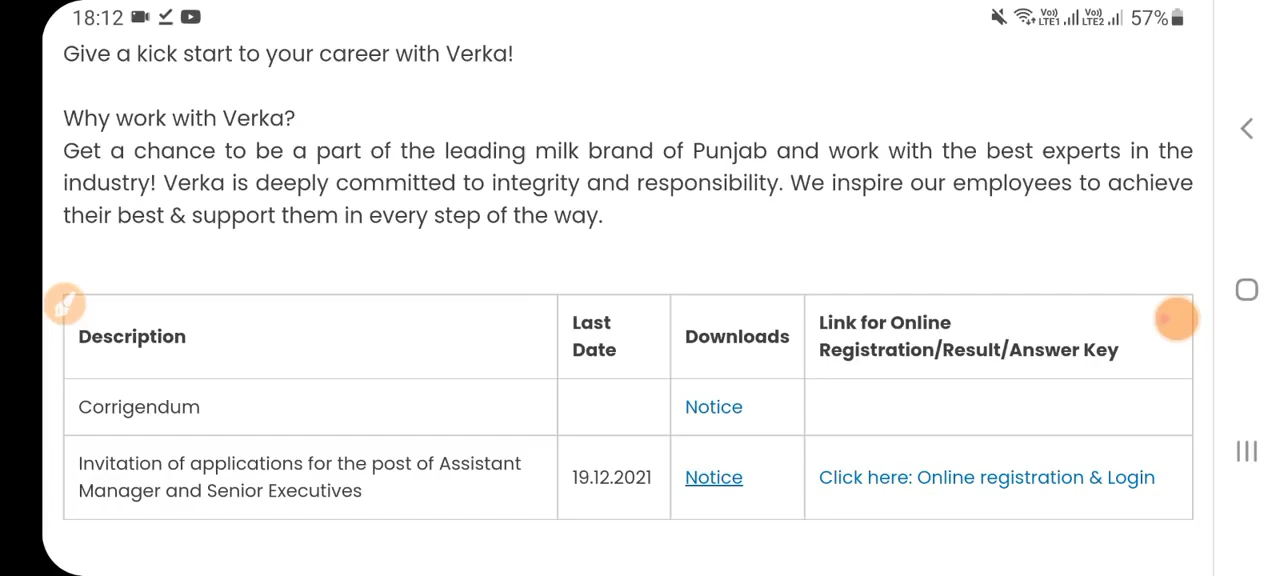 18:12
Vo)) LTE1 Vo)) LTE2 57%
Give a kick start to your career with Verka!
Why work with Verka?
Get a chance to be a part of the leading milk brand of Punjab and work with the best experts in the
industry! Verka is deeply committed to integrity and responsibility. We inspire our employees to achieve
their best & support them in every step of the way.
Description
Last
Date
Downloads
Link for Online
Registration/Result/Answer Key
Corrigendum
Notice
Invitation of applications for the post of Assistant
Manager and Senior Executives
19.12.2021
Notice
Click here: Online registration & Login